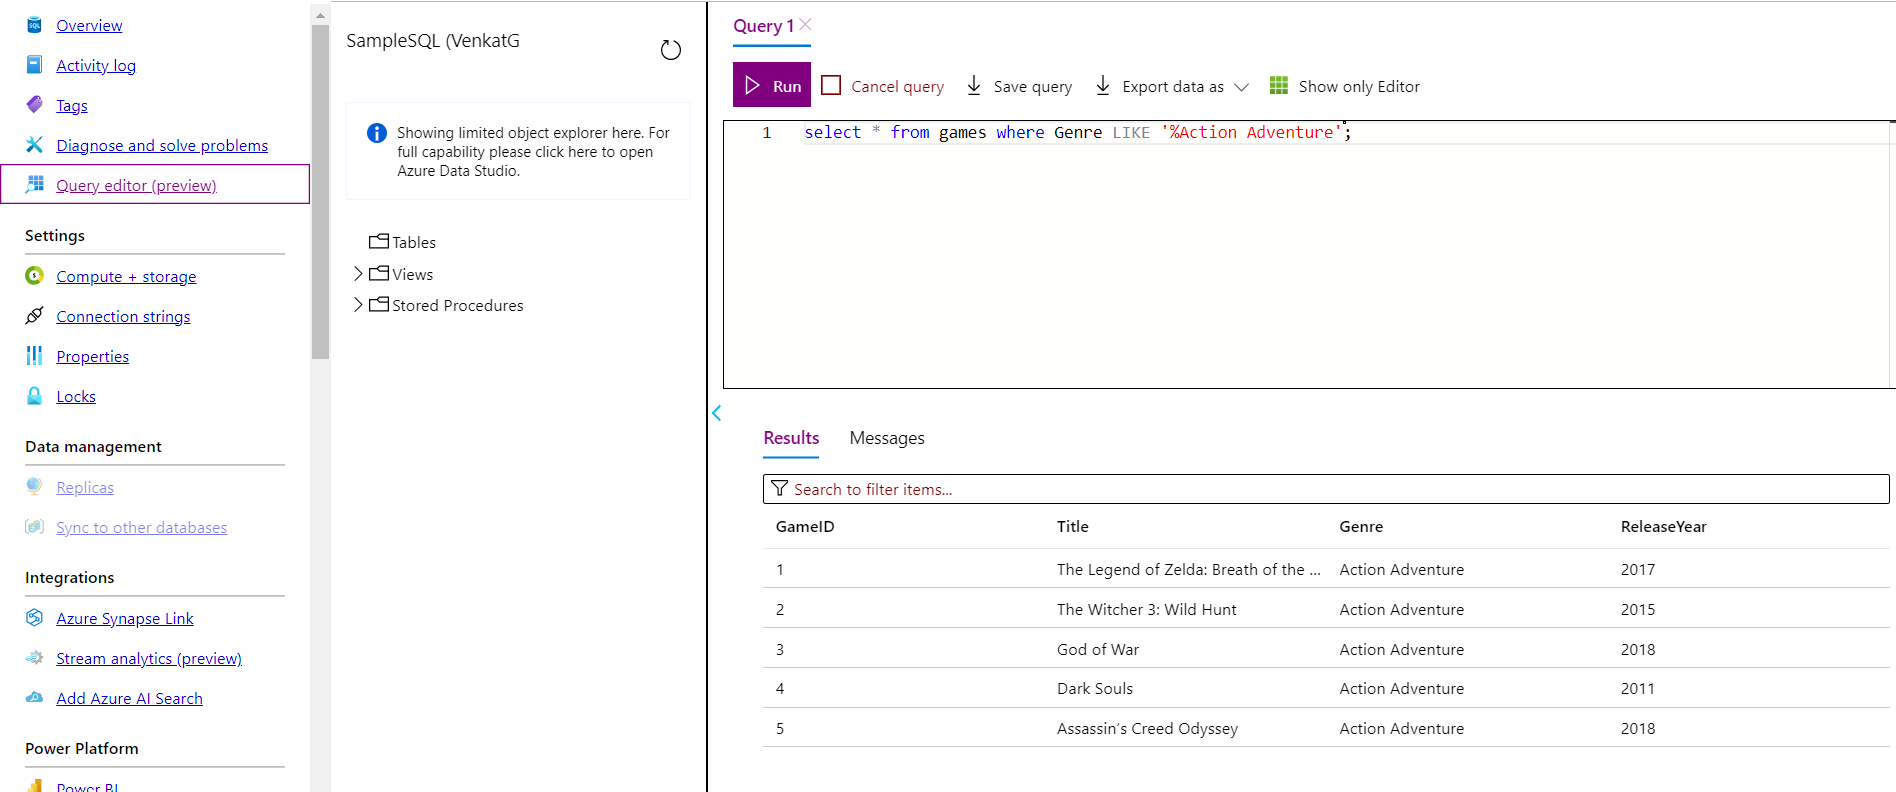 Overview
Activity log
Tags
Diagnose and solve problems
Query editor (preview)
Settings
Compute + storage
Connection strings
Properties
Locks
Data management
Replicas
Sync to other databases
Integrations
Azure Synapse Link
Stream analytics (preview)
Add Azure AI Search
Power Platform
Power BI
SampleSQL (VenkatG
Showing limited object explorer here. For
full capability please click here to open
Azure Data Studio.
Tables
Views
Stored Procedures
Query 1
Run Cancel query Save query Export data as Show only Editor
1 select * from games where Genre LIKE '%Action Adventure';
Results Messages
Search to filter items...
GameID Title Genre ReleaseYear
1 The Legend of Zelda: Breath of the ... Action Adventure 2017
2 The Witcher 3: Wild Hunt Action Adventure 2015
3 God of War Action Adventure 2018
4 Dark Souls Action Adventure 2011
5 Assassin's Creed Odyssey Action Adventure 2018